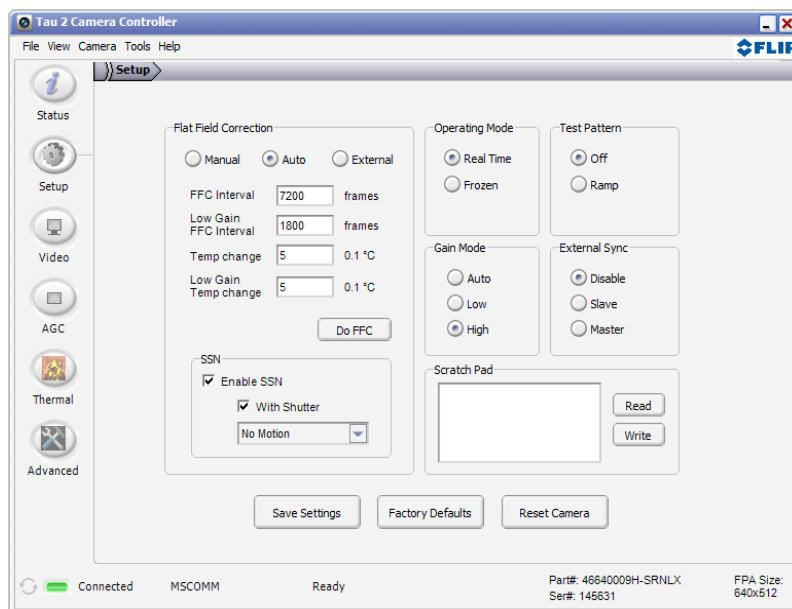 Tau 2 Camera Controller
File View Camera Tools Help
FLIR
Setup
Status
Setup
Video
AGC
Thermal
Advanced
Flat Field Correction
Manual Auto External
FFC Interval 7200 frames
Low Gain
FFC Interval 1800 frames
Temp change 5 0.1 °C
Low Gain
Temp change 5 0.1 °C
Do FFC
SSN
Enable SSN
With Shutter
No Motion
Operating Mode
Real Time
Frozen
Test Pattern
Off
Ramp
Gain Mode
Auto
Low
High
External Sync
Disable
Slave
Master
Scratch Pad
Read
Write
Save Settings Factory Defaults Reset Camera
Connected MSCOMM Ready
Part#: 46640009H-SRNLX
Ser#: 145631
FPA Size:
640x512